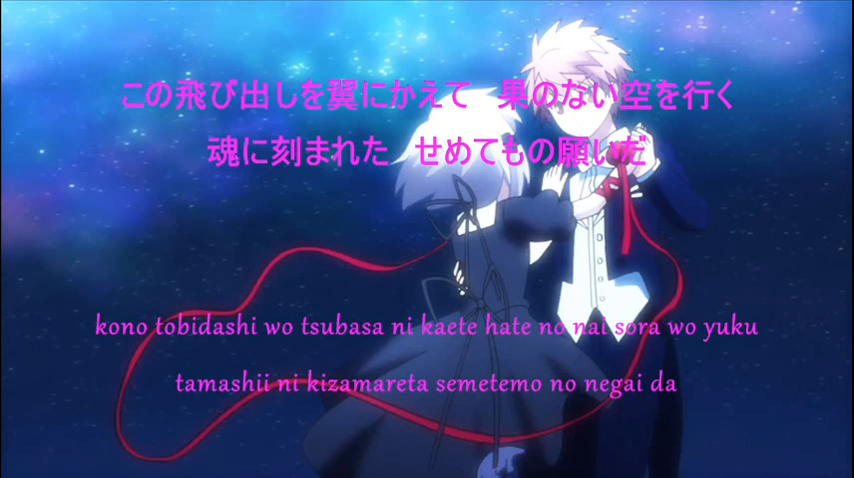 この飛び出しを翼にかえて　果のない空を行く
魂に刻まれた　せめてもの願いだ
kono tobidashi wo tsubasa ni kaete hate no nai sora wo yuku
tamashii ni kizamareta semetemo no negai da